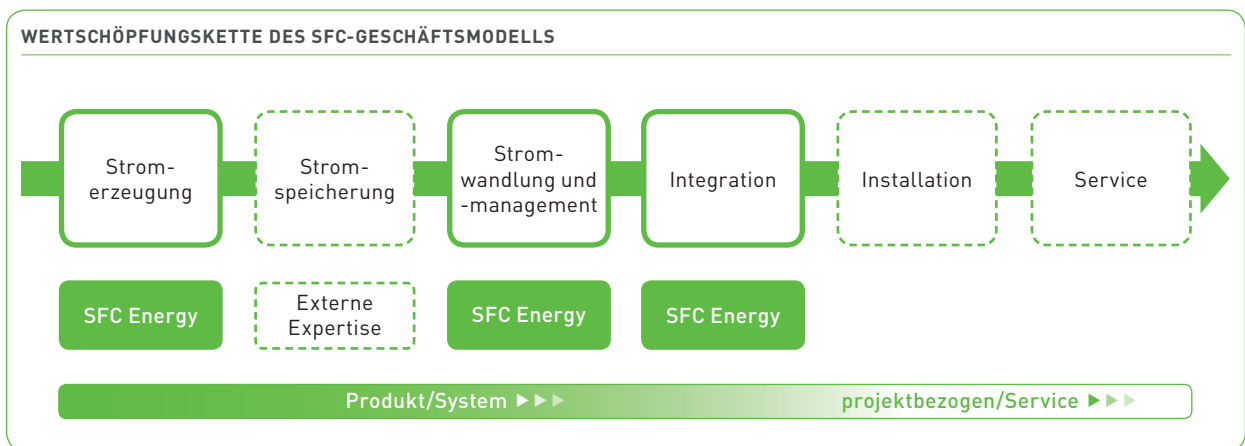 WERTSCHÖPFUNGSKETTE DES SFC-GESCHÄFTSMODELLS
Strom-
erzeugung
Strom-
speicherung
Strom-
wandlung und
-management
Integration
Installation
Service
SFC Energy
Externe
Expertise
SFC Energy
SFC Energy
Produkt/System
projektbezogen/Service